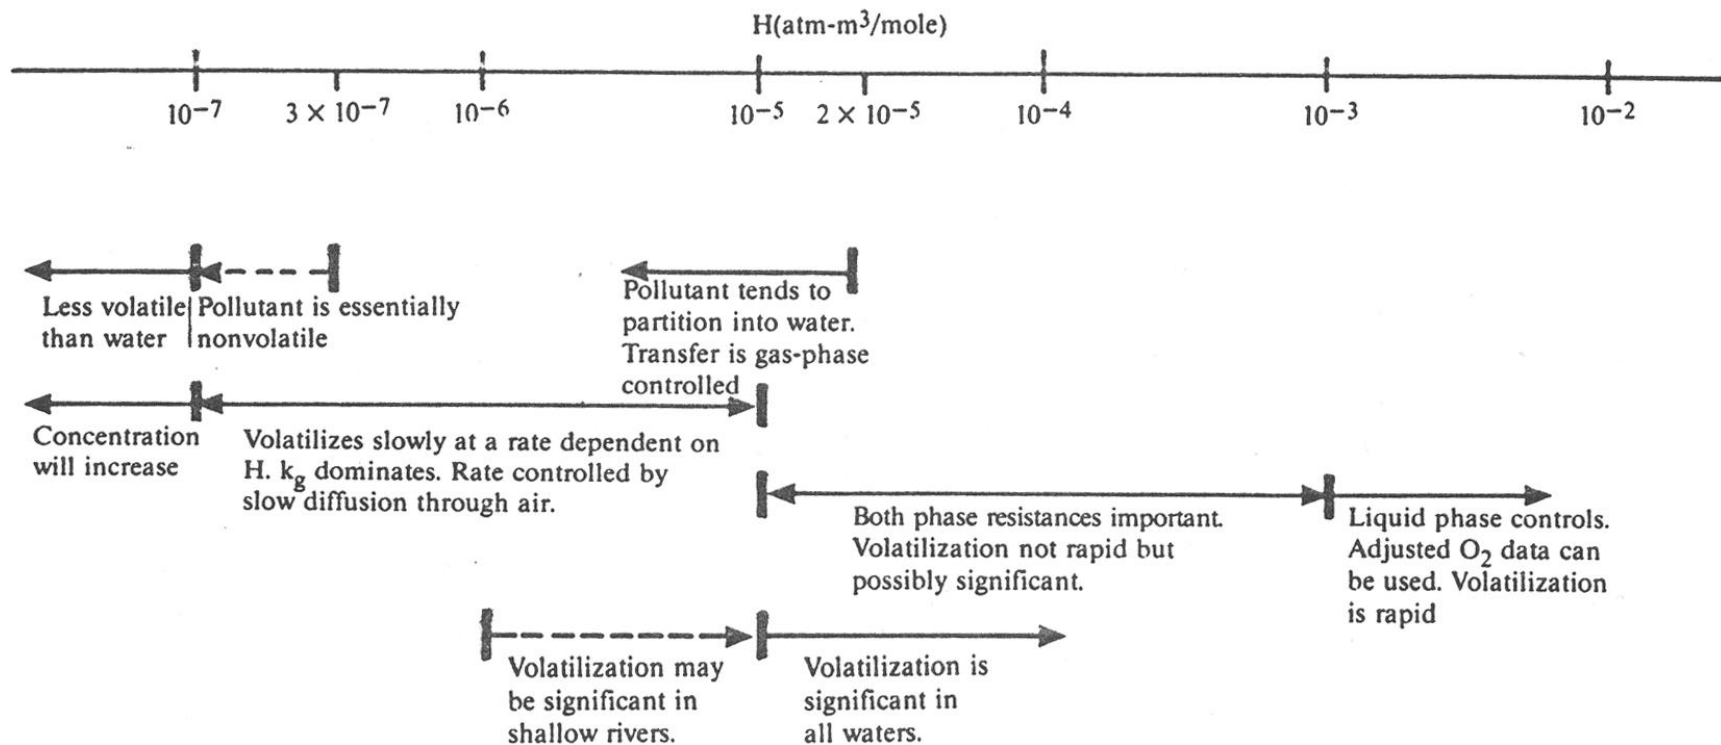 H(atm-m³/mole)
10⁻⁷ 3 × 10⁻⁷ 10⁻⁶ 10⁻⁵ 2 × 10⁻⁵ 10⁻⁴ 10⁻³ 10⁻²
Less volatile
than water
Pollutant is essentially
nonvolatile
Pollutant tends to
partition into water.
Transfer is gas-phase
controlled
Concentration
will increase
Volatilizes slowly at a rate dependent on
H. kg dominates. Rate controlled by
slow diffusion through air.
Both phase resistances important.
Volatilization not rapid but
possibly significant.
Liquid phase controls.
Adjusted O₂ data can
be used. Volatilization
is rapid
Volatilization may
be significant in
shallow rivers.
Volatilization is
significant in
all waters.